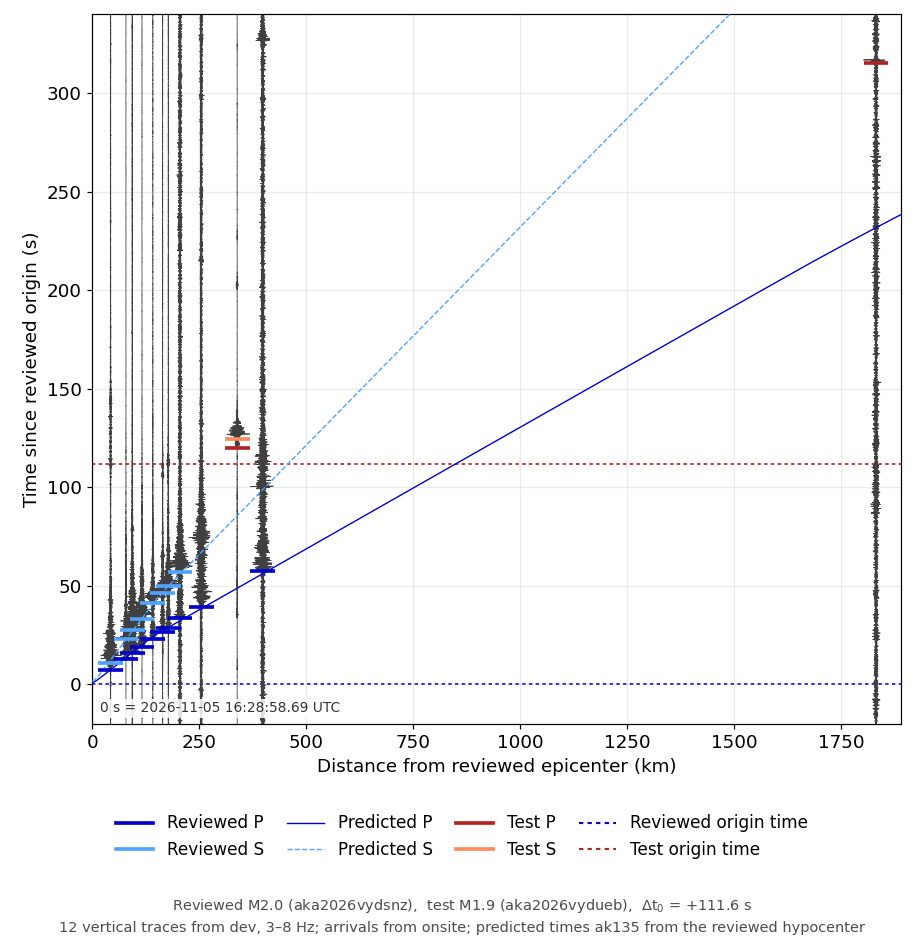 Time since reviewed origin (s)
300
250
200
150
100
50
0
0 s = 2026-11-05 16:28:58.69 UTC
0 250 500 750 1000 1250 1500 1750
Distance from reviewed epicenter (km)
Reviewed P Predicted P Test P Reviewed origin time
Reviewed S Predicted S Test S Test origin time
Reviewed M2.0 (aka2026vydsnz), test M1.9 (aka2026vydueb), Δt₀ = +111.6 s
12 vertical traces from dev, 3–8 Hz; arrivals from onsite; predicted times ak135 from the reviewed hypocenter